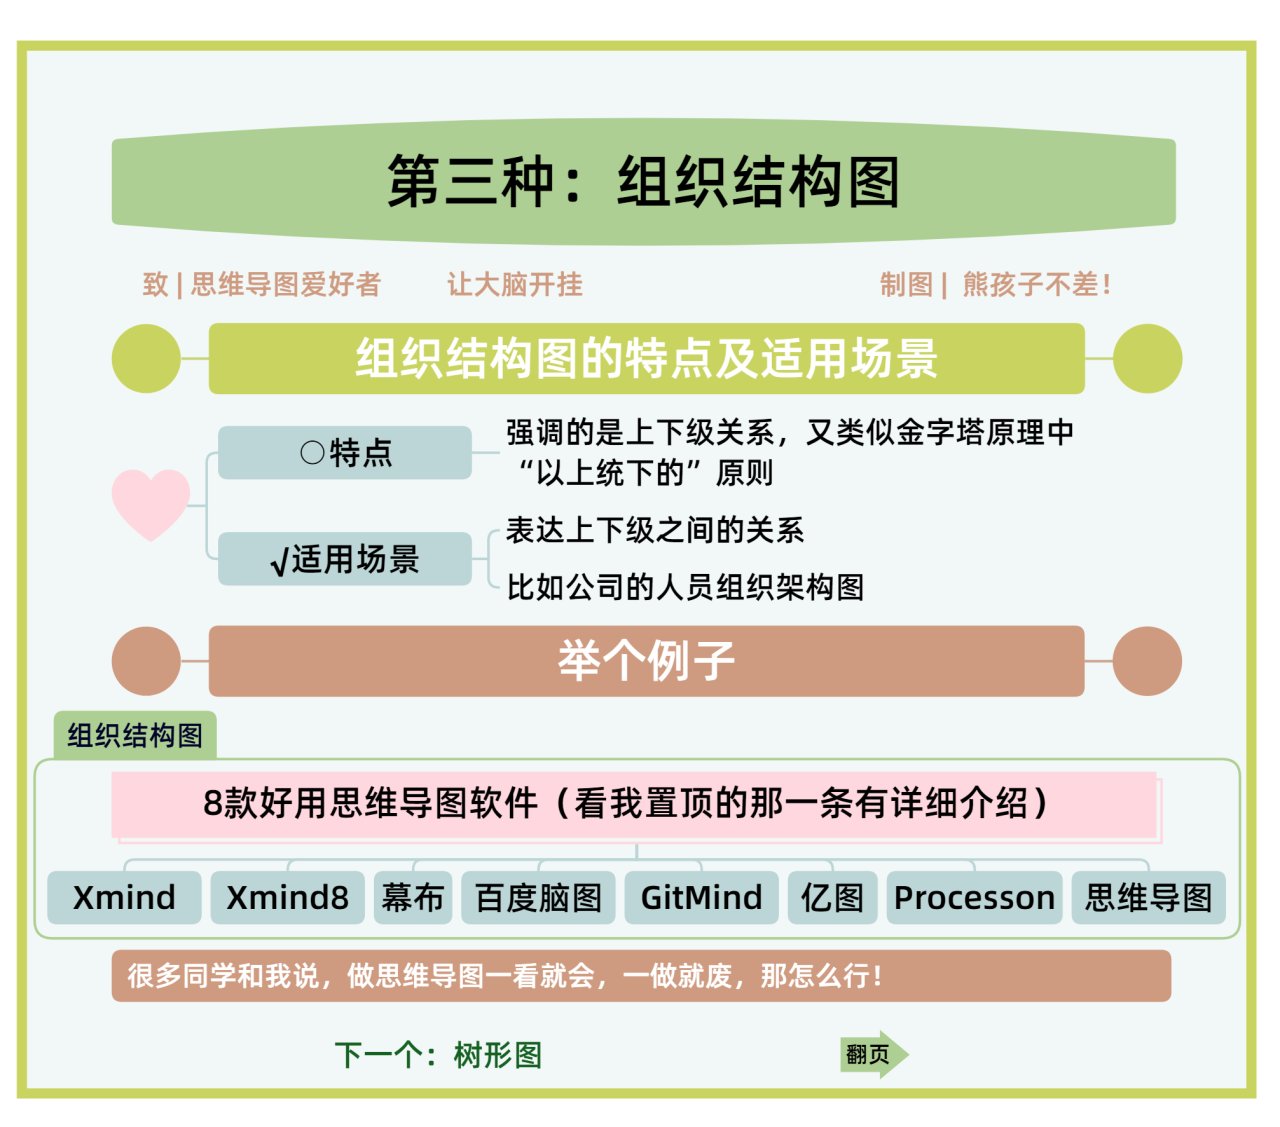 第三种：组织结构图
致 | 思维导图爱好者 让大脑开挂 制图 | 熊孩子不差！
组织结构图的特点及适用场景
○特点
强调的是上下级关系，又类似金字塔原理中
“以上统下的”原则
√适用场景
表达上下级之间的关系
比如公司的人员组织架构图
举个例子
组织结构图
8款好用思维导图软件（看我置顶的那一条有详细介绍）
Xmind Xmind8 幕布 百度脑图 GitMind 亿图 Processon 思维导图
很多同学和我说，做思维导图一看就会，一做就废，那怎么行！
下一个：树形图 翻页